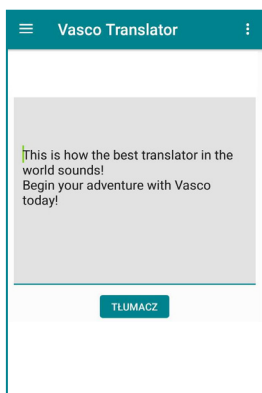 Vasco Translator
This is how the best translator in the
world sounds!
Begin your adventure with Vasco
today!
TŁUMACZ